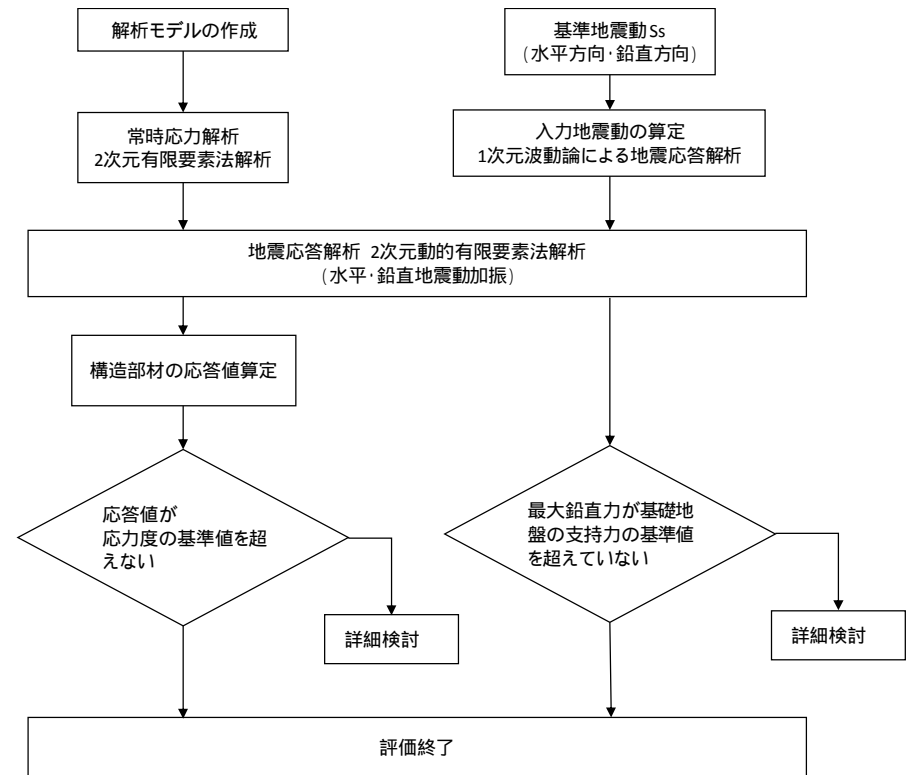 解析モデルの作成
基準地震動Ss
(水平方向・鉛直方向)
常時応力解析
2次元有限要素法解析
入力地震動の算定
1次元波動論による地震応答解析
地震応答解析 2次元動的有限要素法解析
(水平・鉛直地震動加振)
構造部材の応答値算定
応答値が
応力度の基準値を超
えない
最大鉛直力が基礎地
盤の支持力の基準値
を超えていない
詳細検討
詳細検討
評価終了